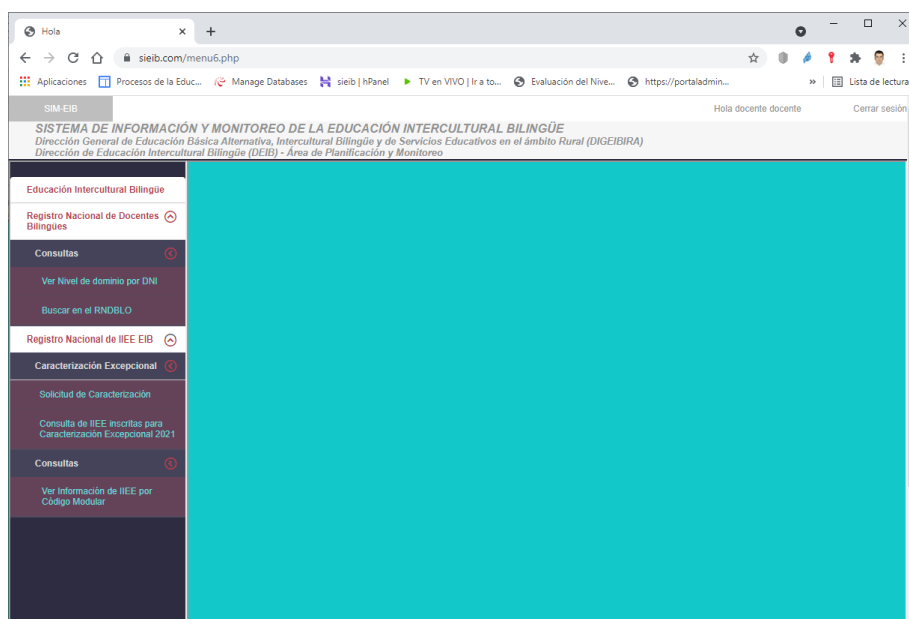 Hola
sieib.com/menu6.php
Aplicaciones
Procesos de la Educ...
Manage Databases
sieib | hPanel
TV en VIVO | Ir a to...
Evaluación del Nive...
https://portaladmin...
»
Lista de lectura
SIM-EIB
Hola docente docente
Cerrar sesión
SISTEMA DE INFORMACIÓN Y MONITOREO DE LA EDUCACIÓN INTERCULTURAL BILINGÜE
Dirección General de Educación Básica Alternativa, Intercultural Bilingüe y de Servicios Educativos en el ámbito Rural (DIGEIBIRA)
Dirección de Educación Intercultural Bilingüe (DEIB) - Área de Planificación y Monitoreo
Educación Intercultural Bilingüe
Registro Nacional de Docentes
Bilingües
Consultas
Ver Nivel de dominio por DNI
Buscar en el RNDBLO
Registro Nacional de IIEE EIB
Caracterización Excepcional
Solicitud de Caracterización
Consulta de IIEE inscritas para
Caracterización Excepcional 2021
Consultas
Ver Información de IIEE por
Código Modular